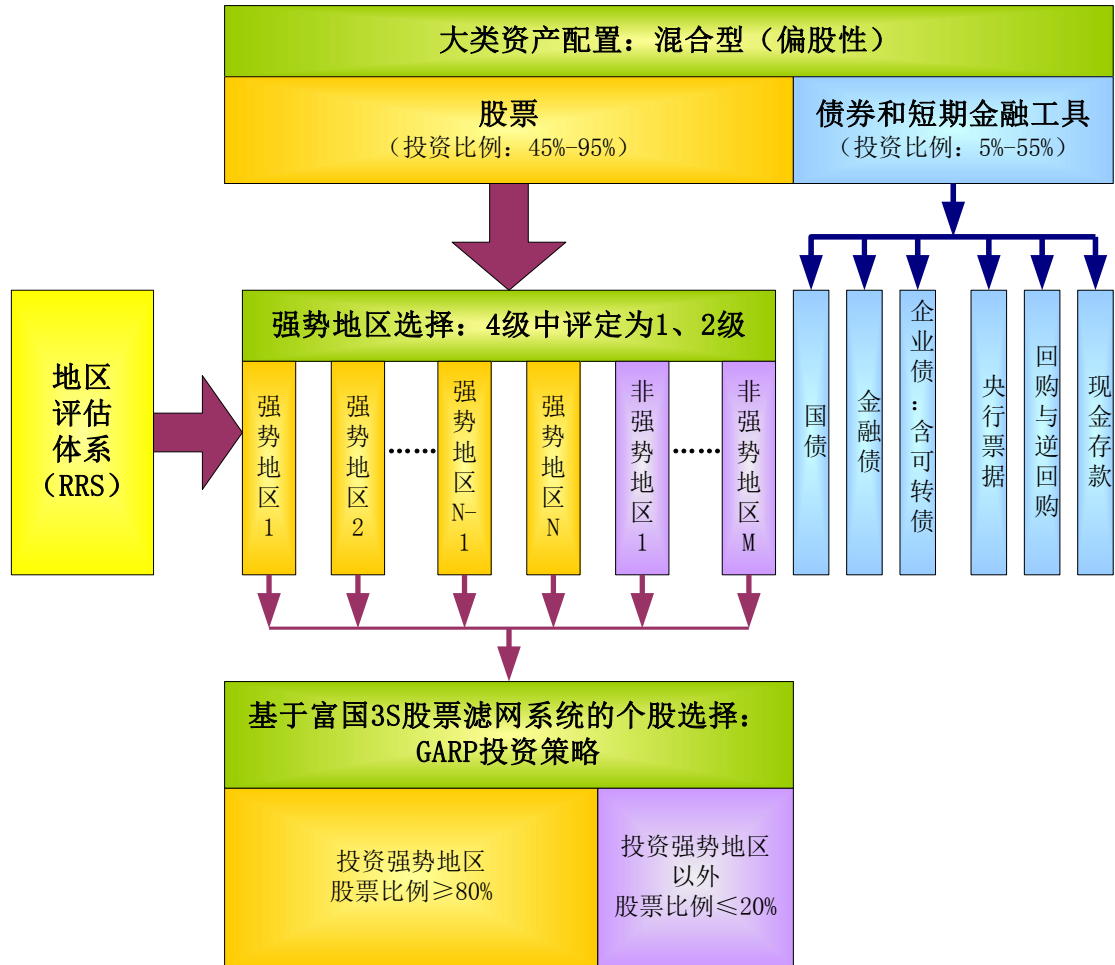 大类资产配置：混合型（偏股性）
股票
（投资比例：45%-95%）
债券和短期金融工具
（投资比例：5%-55%）
地区
评估
体系
（RRS）
强势地区选择：4级中评定为1、2级
强势地区1
强势地区2
……
强势地区N-1
强势地区N
非强势地区1
……
非强势地区M
国债
金融债
企业债：含可转债
央行票据
回购与逆回购
现金存款
基于富国3S股票滤网系统的个股选择：
GARP投资策略
投资强势地区
股票比例≥80%
投资强势地区
以外
股票比例≤20%